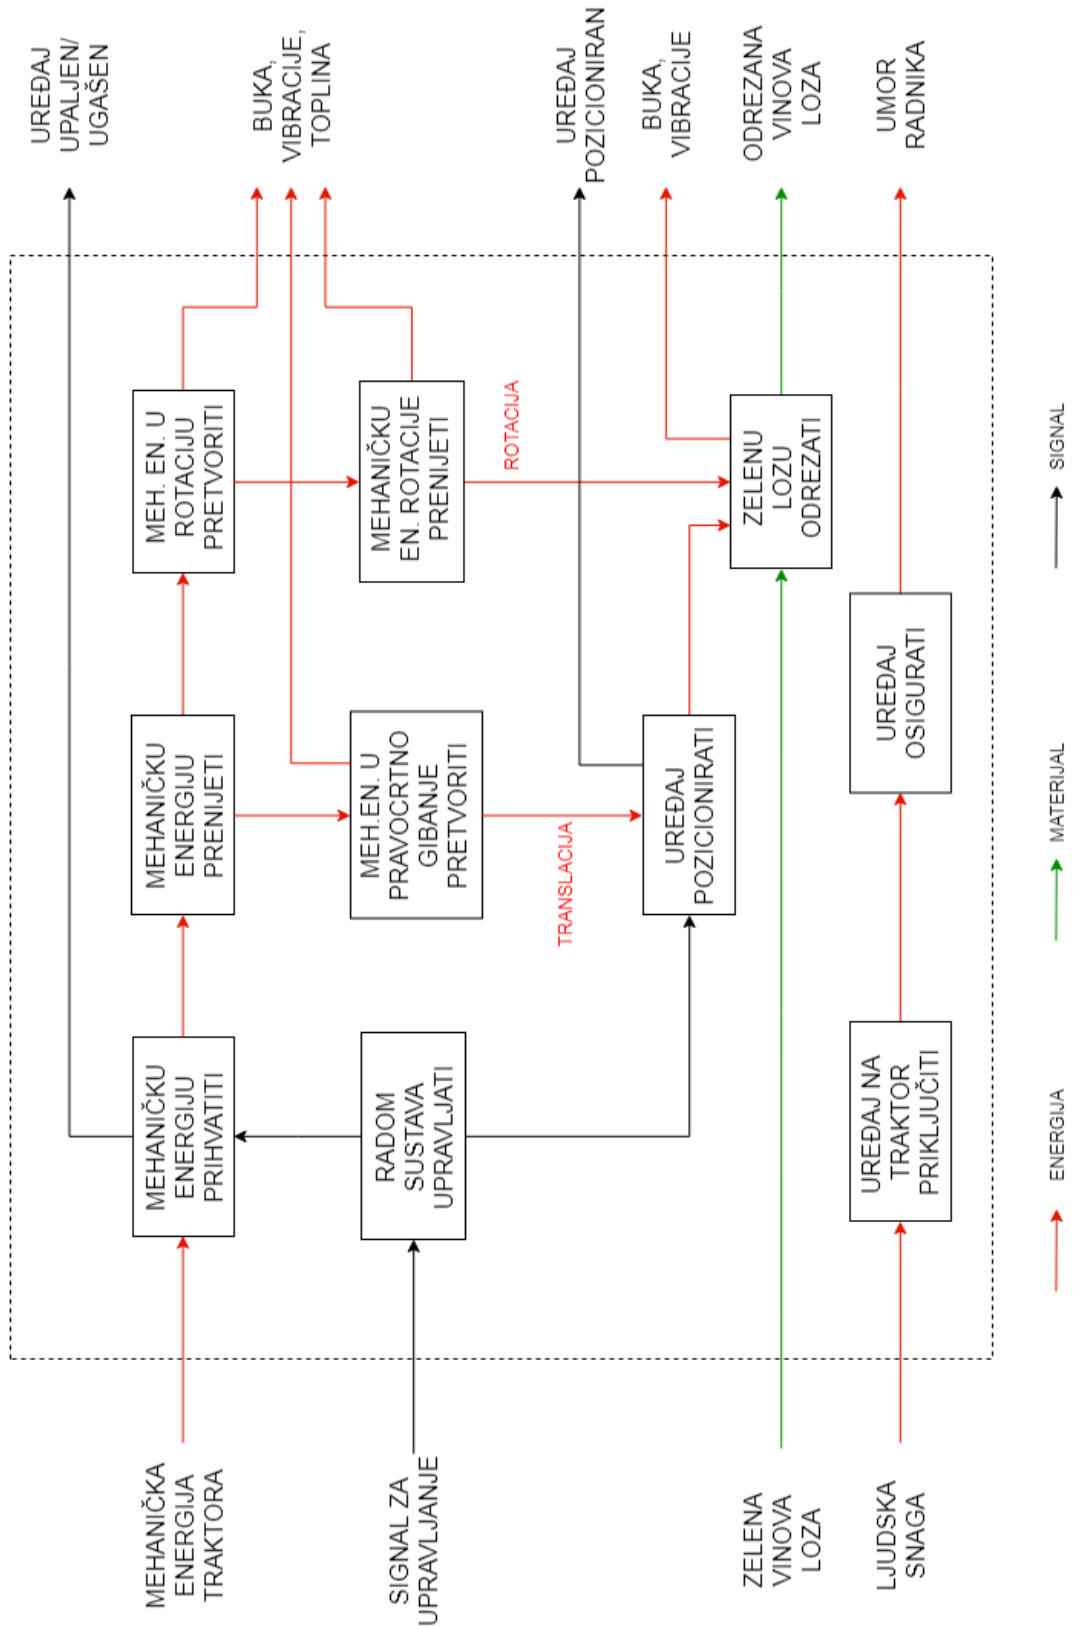 UREĐAJ
UPALJEN/
UGAŠEN
BUKA,
VIBRACIJE,
TOPLINA
UREĐAJ
POZICIONIRAN
BUKA,
VIBRACIJE
ODREZANA
VINOVA
LOZA
UMOR
RADNIKA
MEH. EN. U
ROTACIJU
PRETVORITI
MEHANIČKU
EN. ROTACIJE
PRENIJETI
ROTACIJA
ZELENU
LOZU
ODREZATI
MEHANIČKU
ENERGIJU
PRENIJETI
MEH.EN. U
PRAVOCRTNO
GIBANJE
PRETVORITI
TRANSLACIJA
UREĐAJ
POZICIONIRATI
UREĐAJ
OSIGURATI
MEHANIČKU
ENERGIJU
PRIHVATITI
RADOM
SUSTAVA
UPRAVLJATI
UREĐAJ NA
TRAKTOR
PRIKLJUČITI
MEHANIČKA
ENERGIJA
TRAKTORA
SIGNAL ZA
UPRAVLJANJE
ZELENA
VINOVA
LOZA
LJUDSKA
SNAGA
ENERGIJA
MATERIJAL
SIGNAL